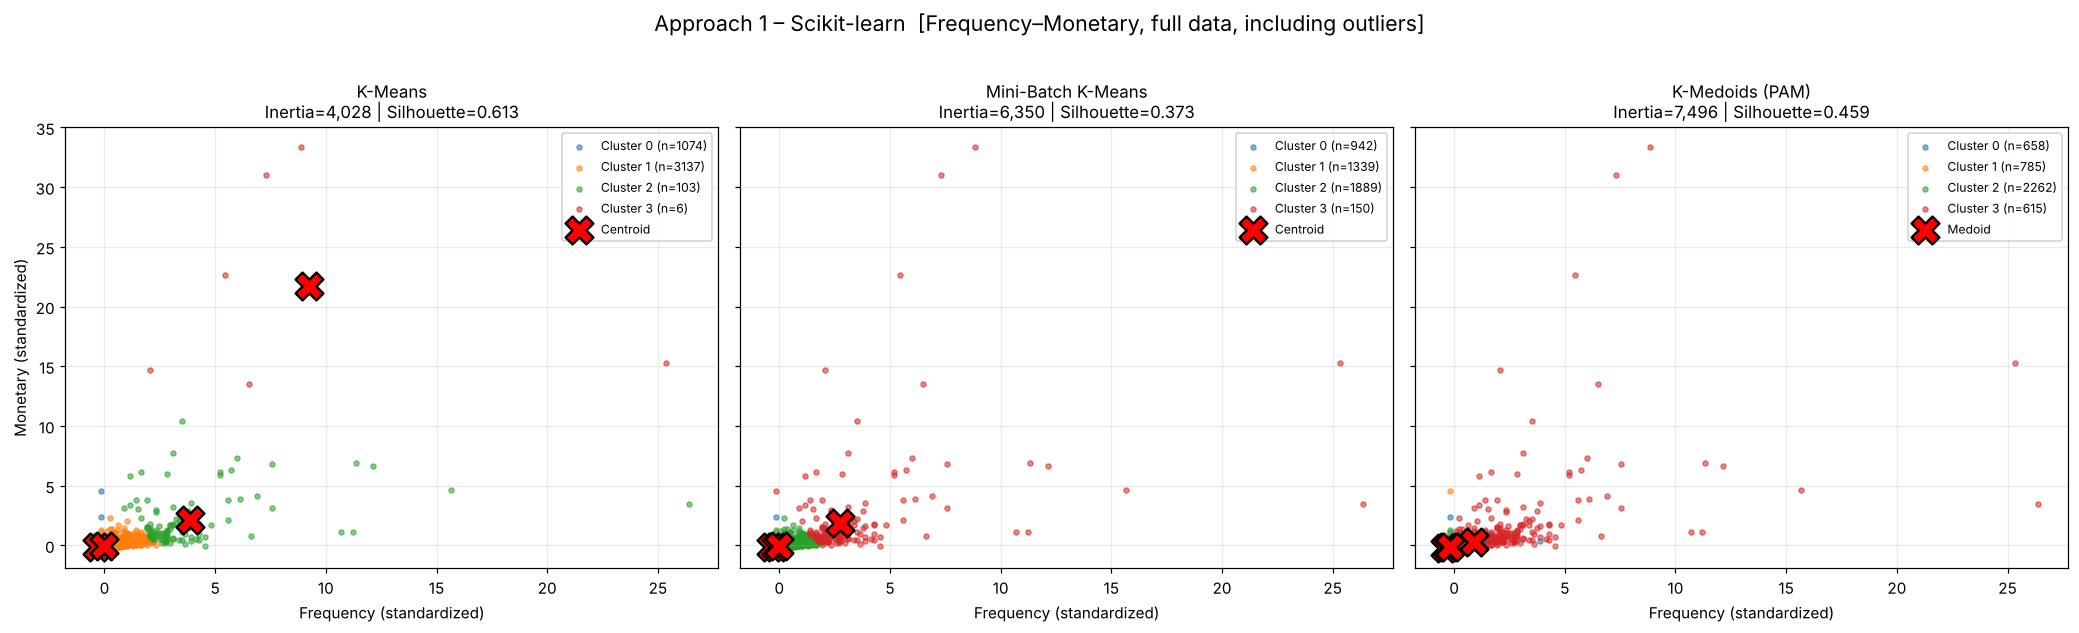 Approach 1 – Scikit-learn  [Frequency–Monetary, full data, including outliers]
K-Means
Inertia=4,028 | Silhouette=0.613
35
30
25
20
15
10
5
0
Monetary (standardized)
0 5 10 15 20 25
Frequency (standardized)
Cluster 0 (n=1074)
Cluster 1 (n=3137)
Cluster 2 (n=103)
Cluster 3 (n=6)
Centroid
Mini-Batch K-Means
Inertia=6,350 | Silhouette=0.373
Cluster 0 (n=942)
Cluster 1 (n=1339)
Cluster 2 (n=1889)
Cluster 3 (n=150)
Centroid
0 5 10 15 20 25
Frequency (standardized)
K-Medoids (PAM)
Inertia=7,496 | Silhouette=0.459
Cluster 0 (n=658)
Cluster 1 (n=785)
Cluster 2 (n=2262)
Cluster 3 (n=615)
Medoid
0 5 10 15 20 25
Frequency (standardized)